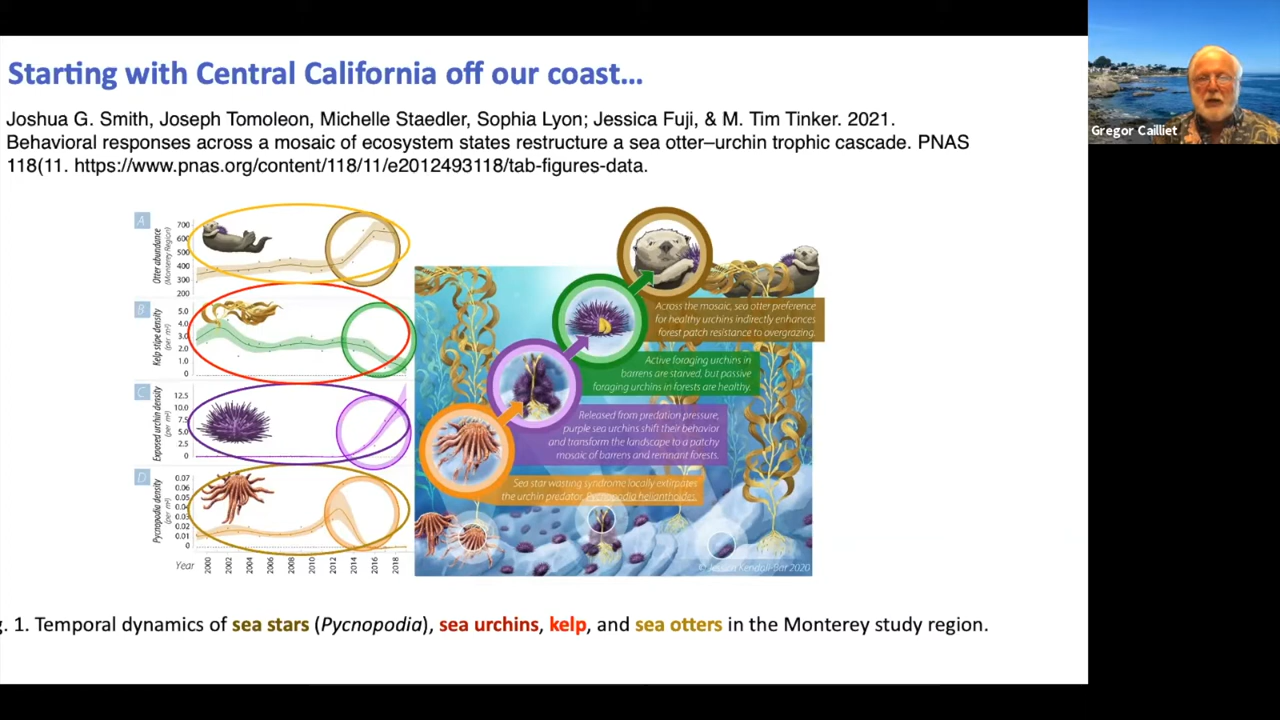 Starting with Central California off our coast...
Gregor Cailliet
Joshua G. Smith, Joseph Tomoleon, Michelle Staedler, Sophia Lyon; Jessica Fuji, & M. Tim Tinker. 2021.
Behavioral responses across a mosaic of ecosystem states restructure a sea otter–urchin trophic cascade. PNAS
118(11. https://www.pnas.org/content/118/11/e2012493118/tab-figures-data.
A
Otter abundance
(Monterey Region)
700
600
500
400
300
200
B
Kelp stipe density
(per m²)
5.0
4.0
3.0
2.0
1.0
0
C
Exposed urchin density
(per m²)
12.5
10.0
7.5
5.0
2.5
0
D
Pycnopodia density
(per m²)
0.07
0.06
0.05
0.04
0.03
0.02
0.01
0
Year
2000
2002
2004
2006
2008
2010
2012
2014
2016
2018
Across the mosaic, sea otter preference
for healthy urchins indirectly enhances
forest patch resistance to overgrazing.
Active foraging urchins in
barrens are starved, but passive
foraging urchins in forests are healthy.
Released from predation pressure,
purple sea urchins shift their behavior
and transform the landscape to a patchy
mosaic of barrens and remnant forests.
Sea star wasting syndrome locally extirpates
the urchin predator, Pycnopodia helianthoides.
© Jessica Kendall-Bar 2020
g. 1. Temporal dynamics of sea stars (Pycnopodia), sea urchins, kelp, and sea otters in the Monterey study region.